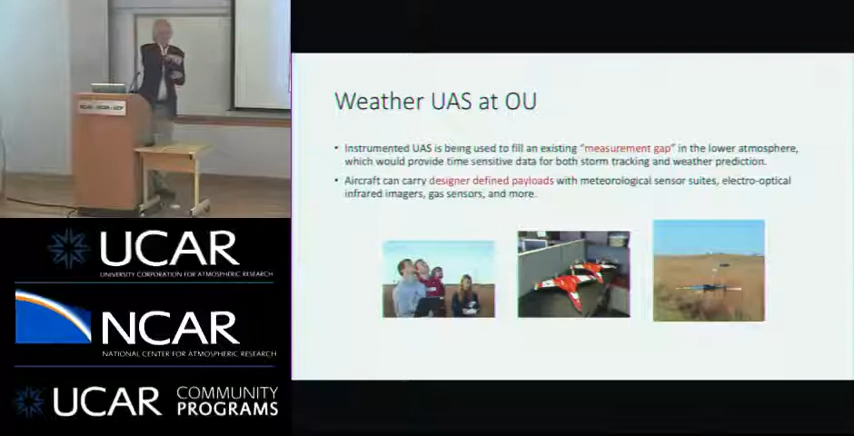 Weather UAS at OU
• Instrumented UAS is being used to fill an existing "measurement gap" in the lower atmosphere,
which would provide time sensitive data for both storm tracking and weather prediction.
• Aircraft can carry designer defined payloads with meteorological sensor suites, electro-optical
infrared imagers, gas sensors, and more.
UCAR
UNIVERSITY CORPORATION FOR ATMOSPHERIC RESEARCH
NCAR
NATIONAL CENTER FOR ATMOSPHERIC RESEARCH
UCAR COMMUNITY
PROGRAMS